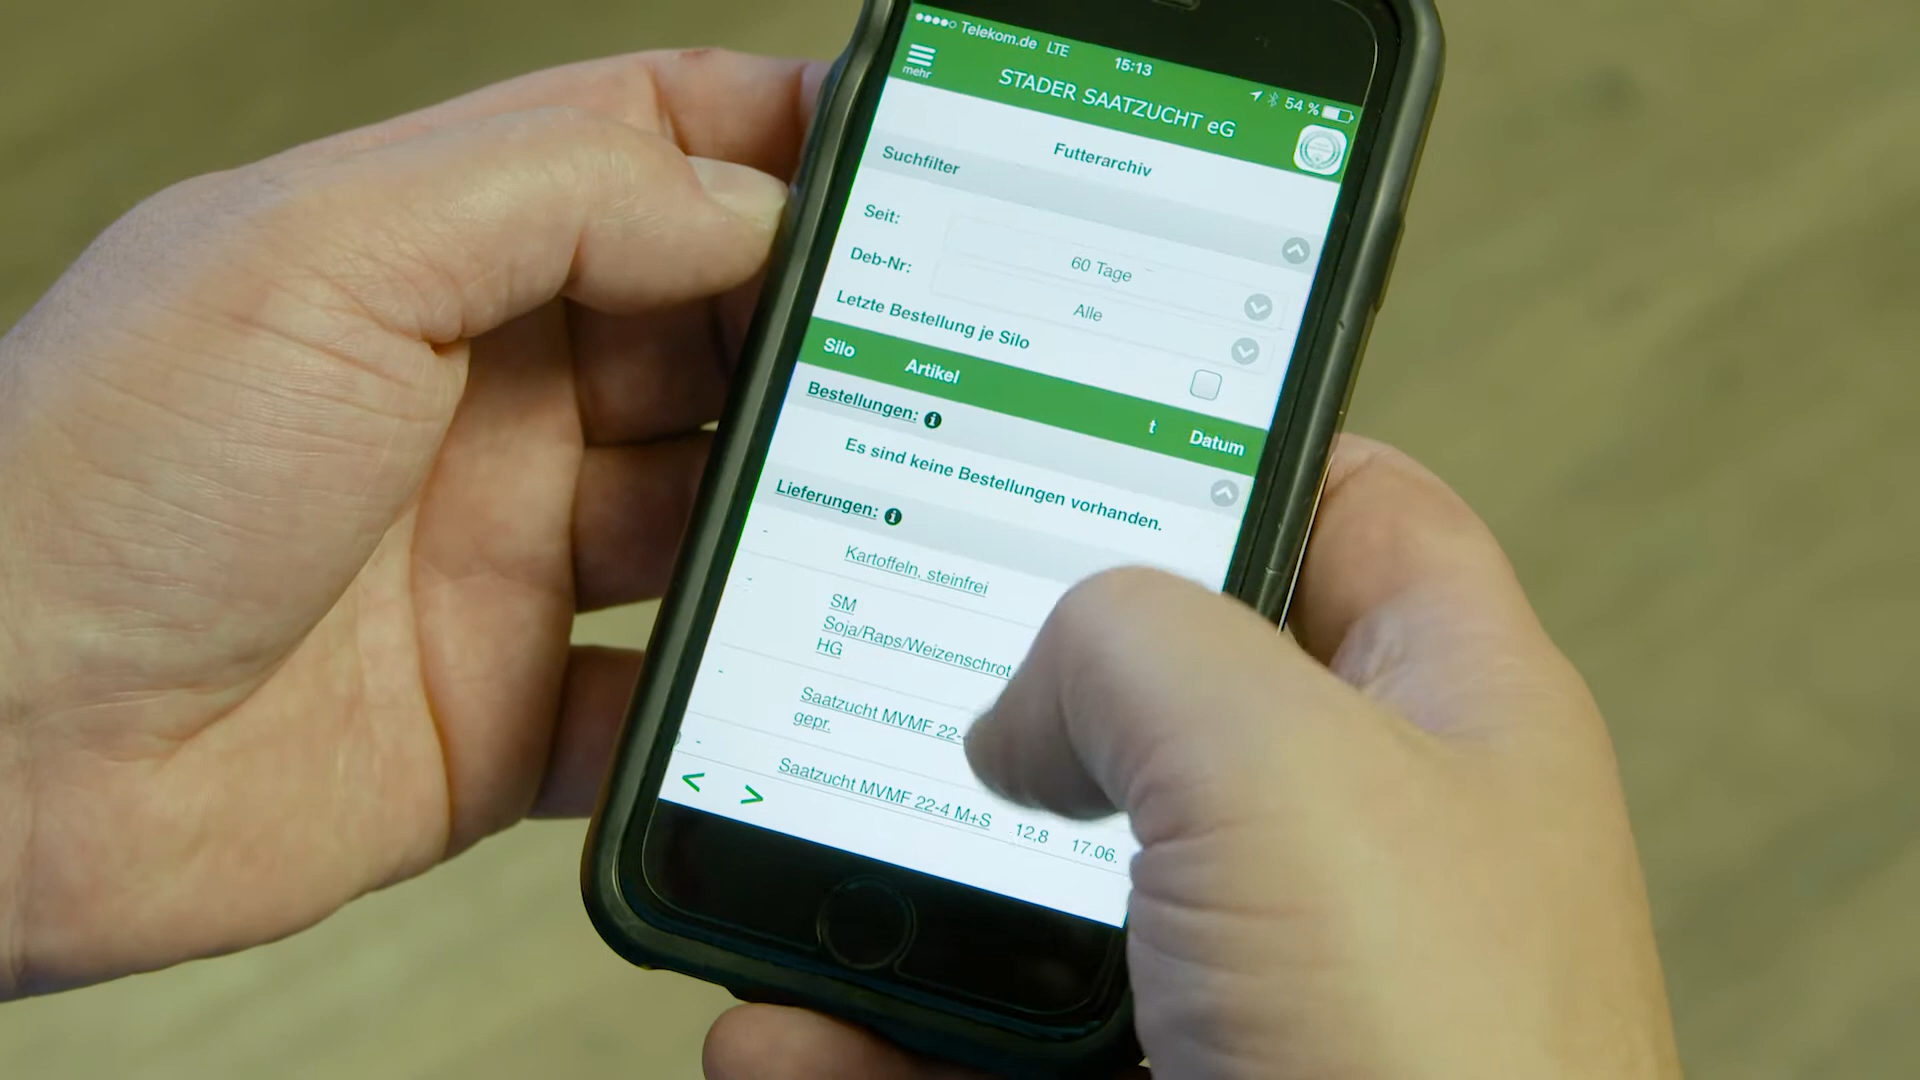 Telekom.de LTE 15:13 54 %
mehr
STADER SAATZUCHT eG
Futterarchiv
Suchfilter
Seit: 60 Tage
Deb-Nr: Alle
Letzte Bestellung je Silo
Silo Artikel t Datum
Bestellungen:
Es sind keine Bestellungen vorhanden.
Lieferungen:
- Kartoffeln, steinfrei
- SM
Soja/Raps/Weizenschrot
HG
- Saatzucht MVMF 22-
gepr.
- Saatzucht MVMF 22-4 M+S 12,8 17.06.
< >